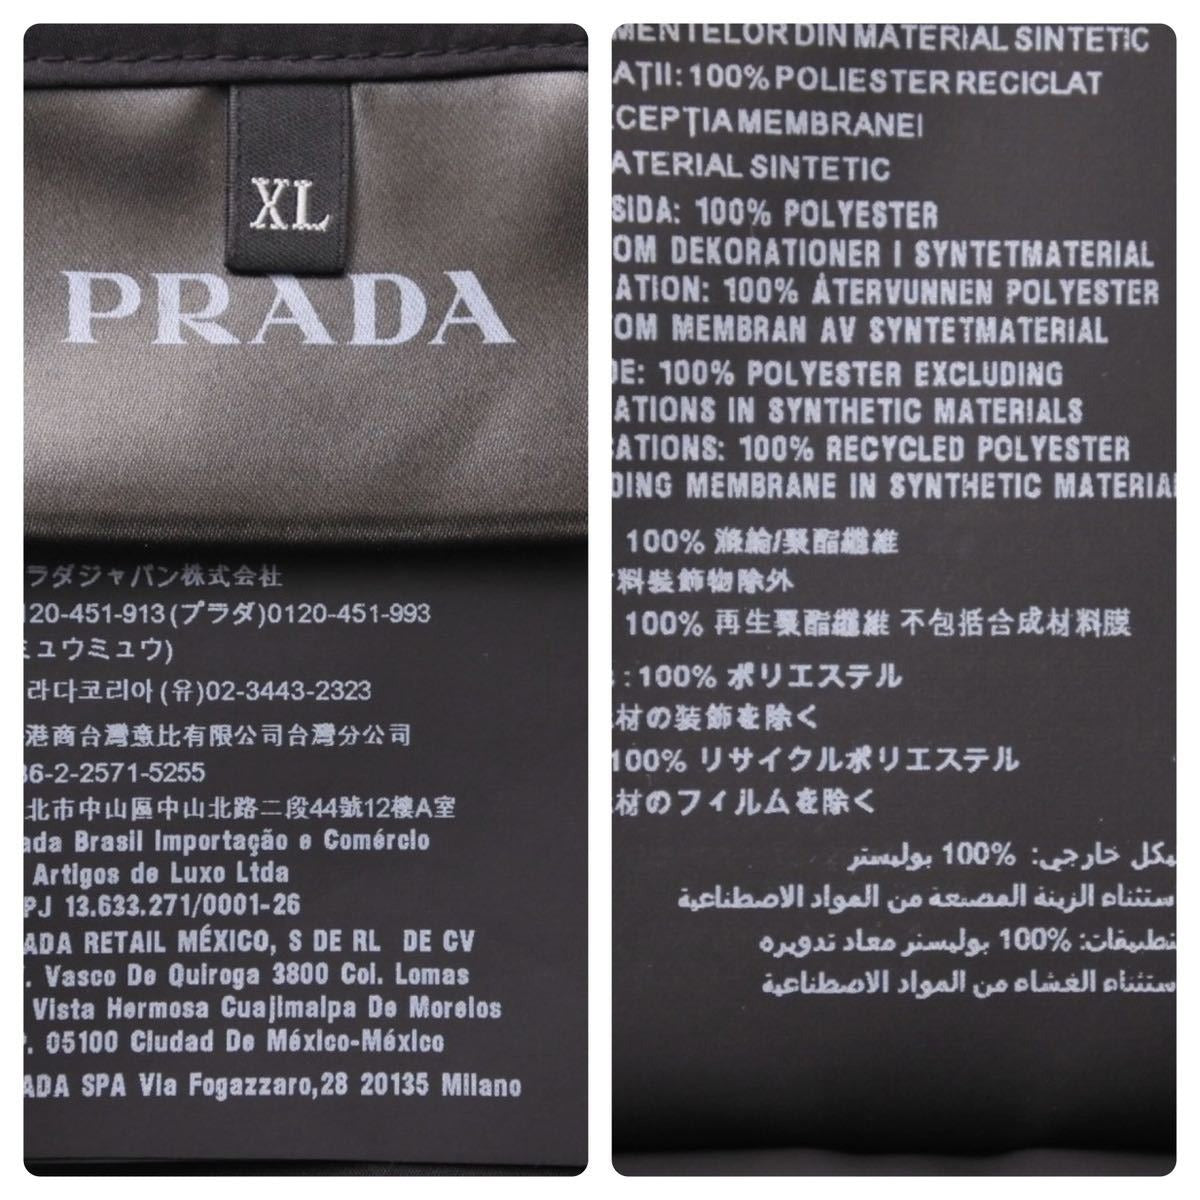 XL
PRADA
ラダジャパン株式会社
120-451-913(プラダ)0120-451-993
ミュウミュウ)
라다코리아(유)02-3443-2323
港商台灣意比有限公司台灣分公司
86-2-2571-5255
北市中山區中山北路二段44號12樓A室
ada Brasil Importação e Comércio
Artigos de Luxo Ltda
PJ 13.633.271/0001-26
ADA RETAIL MÉXICO, S DE RL DE CV
. Vasco De Quiroga 3800 Col. Lomas
Vista Hermosa Cuajimalpa De Morelos
. 05100 Ciudad De México-México
ADA SPA Via Fogazzaro,28 20135 Milano
MENTELOR DIN MATERIAL SINTETIC
AȚII: 100% POLIESTER RECICLAT
CEPȚIA MEMBRANEI
ATERIAL SINTETIC
SIDA: 100% POLYESTER
OM DEKORATIONER I SYNTETMATERIAL
ATION: 100% ÅTERVUNNEN POLYESTER
OM MEMBRAN AV SYNTETMATERIAL
DE: 100% POLYESTER EXCLUDING
ATIONS IN SYNTHETIC MATERIALS
CATIONS: 100% RECYCLED POLYESTER
DING MEMBRANE IN SYNTHETIC MATERIAL
100% 滌綸/聚酯纖維
料裝飾物除外
100% 再生聚酯纖維 不包括合成材料膜
: 100% ポリエステル
材の装飾を除く
100% リサイクルポリエステル
材のフィルムを除く
يكل خارجي: %100 بوليستر
ستثناء الزينة المصنعة من المواد الاصطناعية
تطبيقات: %100 بوليستر معاد تدويره
ستثناء الغشاء من المواد الاصطناعية